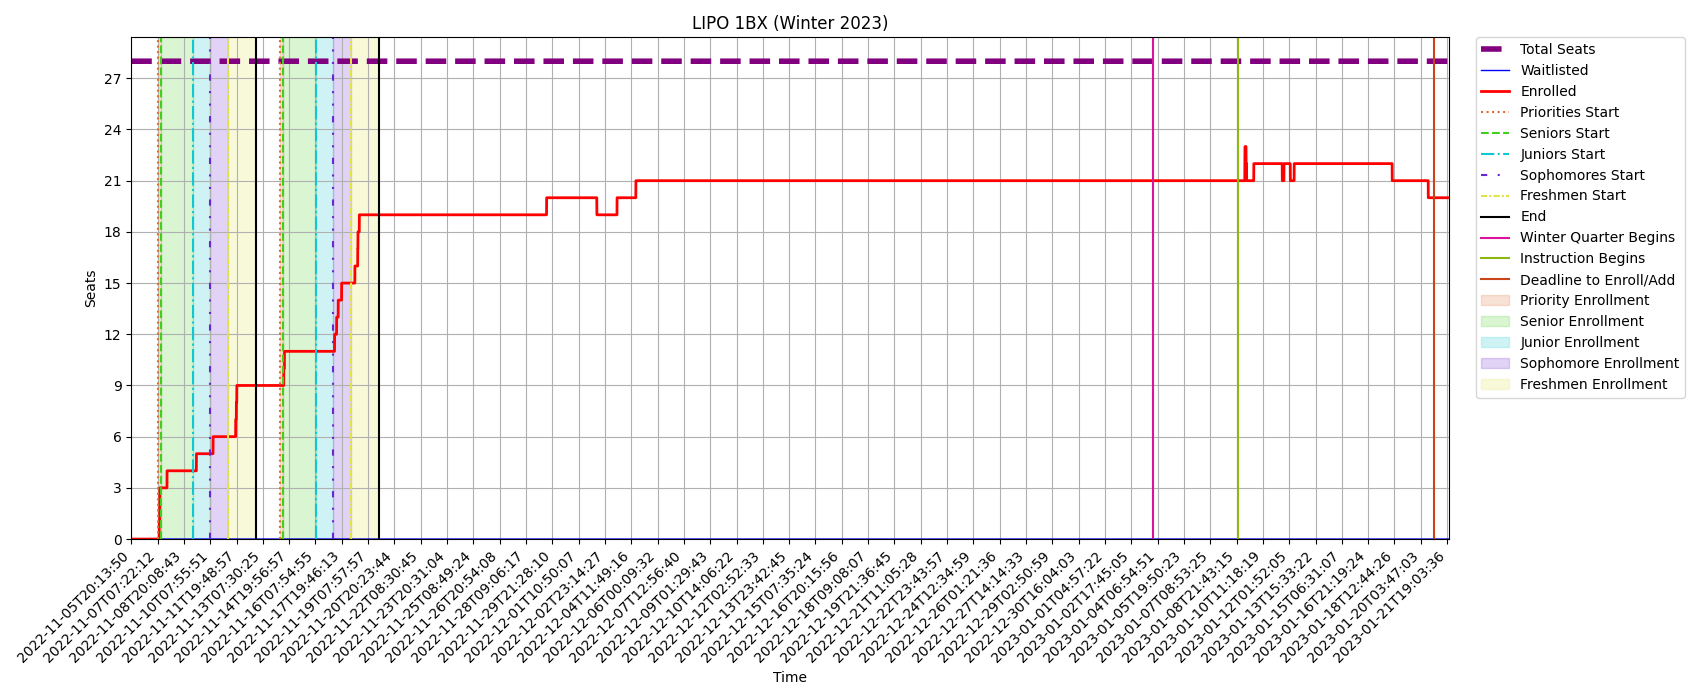 LIPO 1BX (Winter 2023)
Seats
27
24
21
18
15
12
9
6
3
0
2022-11-05T20:13:50
2022-11-07T07:22:12
2022-11-08T20:08:43
2022-11-10T07:55:51
2022-11-11T19:48:57
2022-11-13T07:30:25
2022-11-14T19:56:57
2022-11-16T07:54:55
2022-11-17T19:46:13
2022-11-19T07:57:57
2022-11-20T20:23:44
2022-11-22T08:30:45
2022-11-23T20:31:04
2022-11-25T08:49:24
2022-11-26T20:54:08
2022-11-28T09:06:17
2022-11-29T21:28:10
2022-12-01T10:50:07
2022-12-02T23:14:27
2022-12-04T11:49:16
2022-12-06T00:09:32
2022-12-07T12:56:40
2022-12-09T01:29:43
2022-12-10T14:06:22
2022-12-12T02:52:33
2022-12-13T23:42:45
2022-12-15T07:35:24
2022-12-16T20:15:56
2022-12-18T09:08:07
2022-12-19T21:36:45
2022-12-21T11:05:28
2022-12-22T23:43:57
2022-12-24T12:34:59
2022-12-26T01:21:36
2022-12-27T14:14:33
2022-12-29T02:50:59
2022-12-30T16:04:03
2023-01-01T04:57:22
2023-01-02T17:45:05
2023-01-04T06:54:51
2023-01-05T19:50:23
2023-01-07T08:53:25
2023-01-08T21:43:15
2023-01-10T11:18:19
2023-01-12T01:52:05
2023-01-13T15:33:22
2023-01-15T06:31:07
2023-01-16T21:19:24
2023-01-18T12:44:26
2023-01-20T03:47:03
2023-01-21T19:03:36
Time
Total Seats
Waitlisted
Enrolled
Priorities Start
Seniors Start
Juniors Start
Sophomores Start
Freshmen Start
End
Winter Quarter Begins
Instruction Begins
Deadline to Enroll/Add
Priority Enrollment
Senior Enrollment
Junior Enrollment
Sophomore Enrollment
Freshmen Enrollment